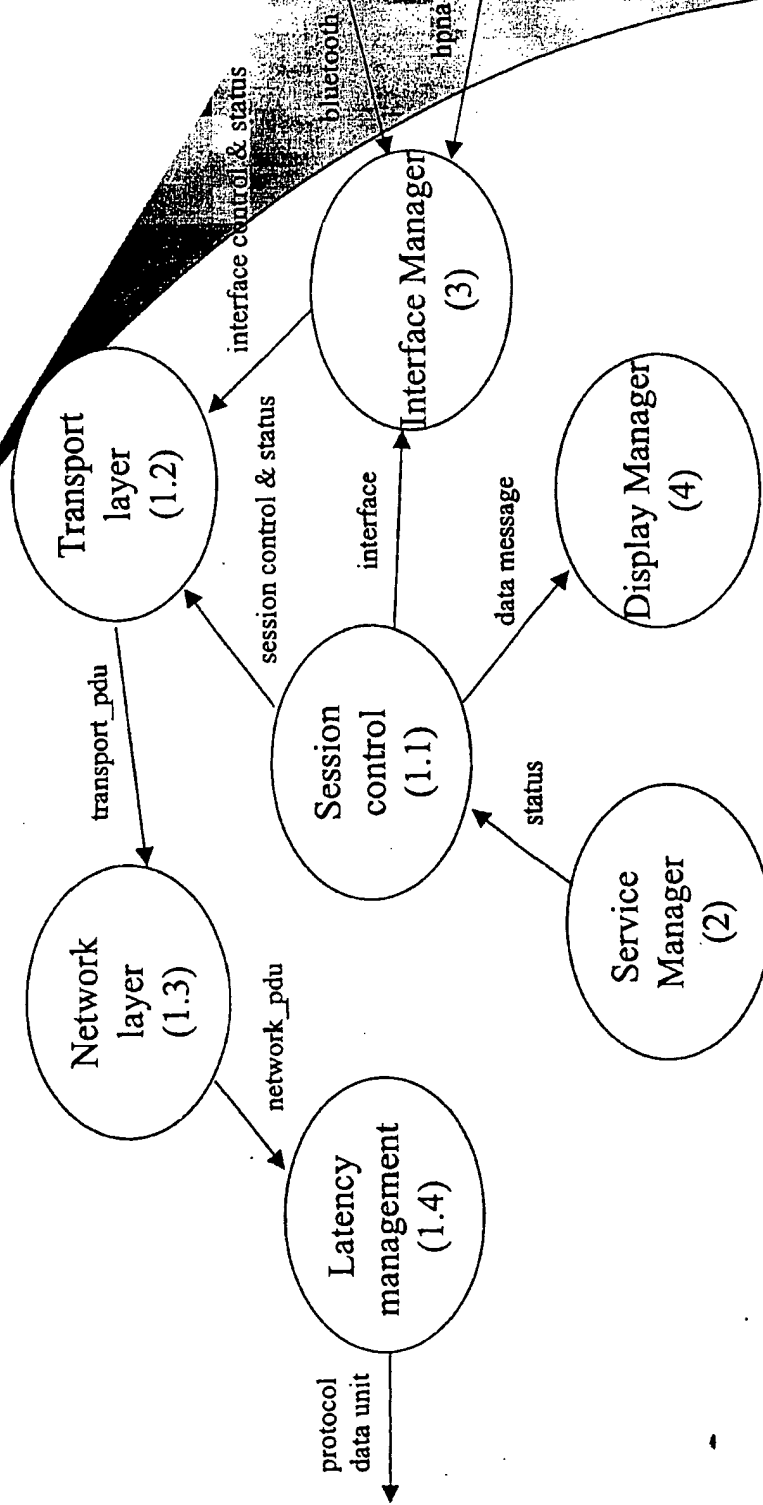 protocol
data unit
Latency
management
(1.4)
network_pdu
Network
layer
(1.3)
transport_pdu
Transport
layer
(1.2)
session control & status
interface control & status
Session
control
(1.1)
interface
Interface Manager
(3)
bluetooth
hpna
status
Service
Manager
(2)
data message
Display Manager
(4)